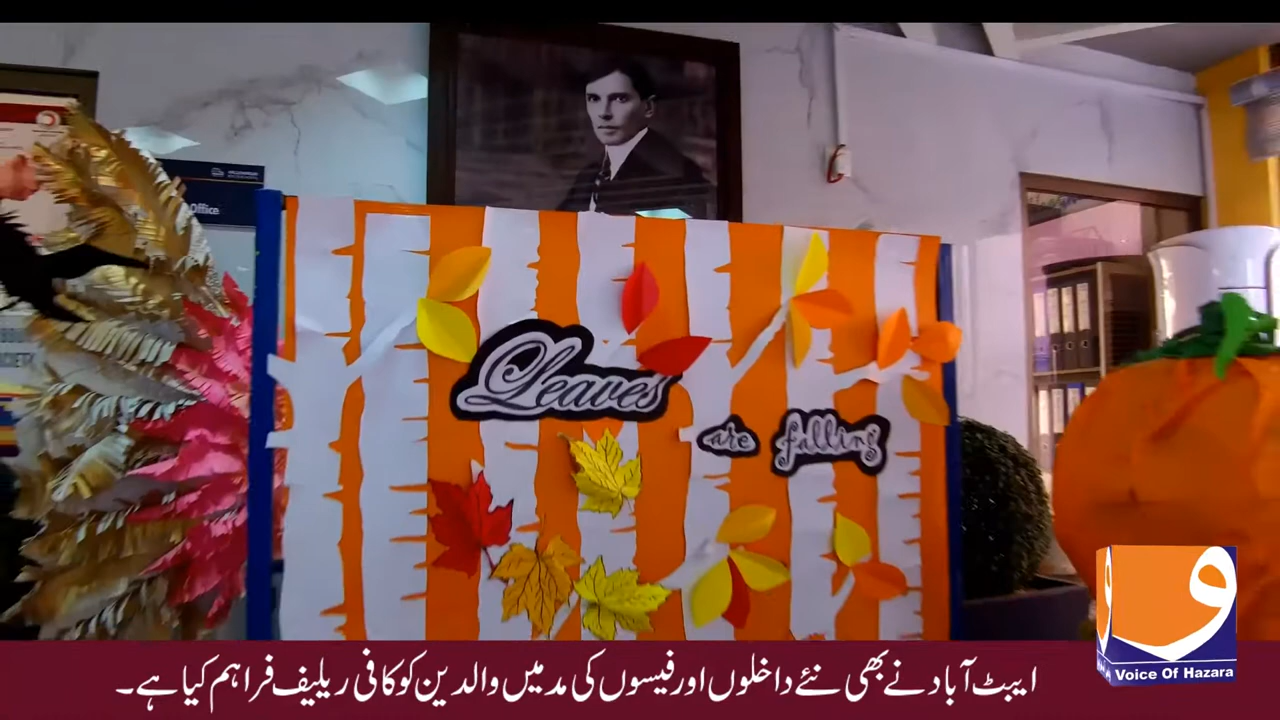 Office
Leaves
are falling
و
Voice Of Hazara
ایبٹ آباد نے بھی نئے داخلوں اور فیسوں کی مد میں والدین کو کافی ریلیف فراہم کیا ہے۔